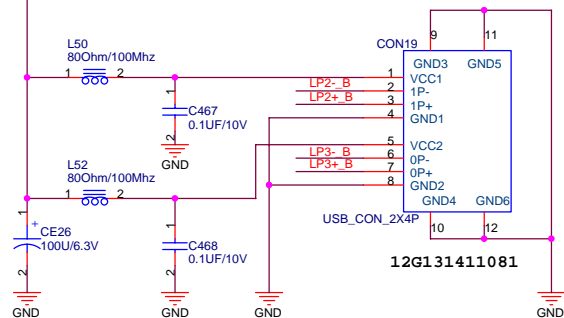 9
11
CON19
L50
80Ohm/100Mhz
1
2
GND3
GND5
1
VCC1
LP2-_B
2
1P-
LP2+_B
3
1P+
4
GND1
1
C467
0.1UF/10V
2
GND
5
VCC2
LP3-_B
6
0P-
LP3+_B
7
0P+
8
GND2
L52
80Ohm/100Mhz
1
2
GND4
GND6
USB_CON_2X4P
10
12
1
+
CE26
100U/6.3V
2
1
C468
0.1UF/10V
2
12G131411081
GND
GND
GND
GND